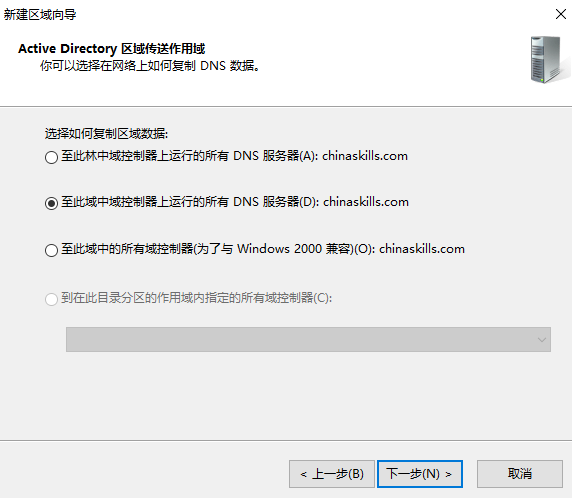 新建区域向导
Active Directory 区域传送作用域
你可以选择在网络上如何复制 DNS 数据。
选择如何复制区域数据:
至此林中域控制器上运行的所有 DNS 服务器(A): chinaskills.com
至此域中域控制器上运行的所有 DNS 服务器(D): chinaskills.com
至此域中的所有域控制器(为了与 Windows 2000 兼容)(O): chinaskills.com
到在此目录分区的作用域内指定的所有域控制器(C):
< 上一步(B) 下一步(N) > 取消